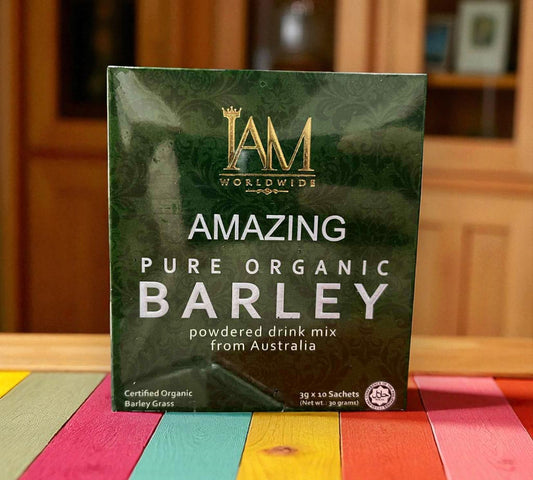 IAM
WORLDWIDE
AMAZING
PURE ORGANIC
BARLEY
powdered drink mix
from Australia
Certified Organic
Barley Grass
3g x 10 Sachets
(Net wt.: 30 grams)